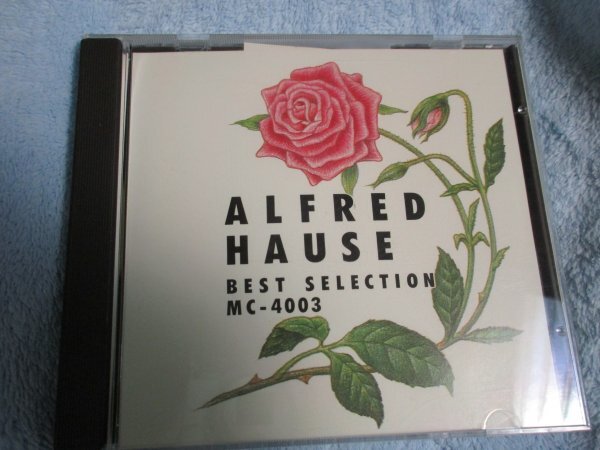 ALFRED
HAUSE
BEST SELECTION
MC-4003